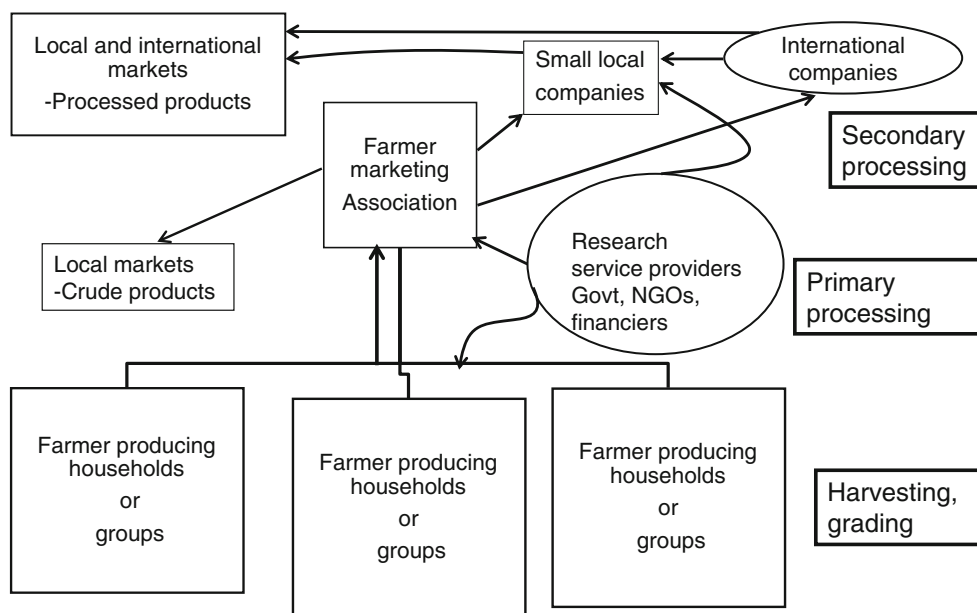 Local and international
markets
-Processed products
Small local
companies
International
companies
Secondary
processing
Farmer
marketing
Association
Local markets
-Crude products
Research
service providers
Govt, NGOs,
financiers
Primary
processing
Farmer producing
households
or
groups
Farmer producing
households
or
groups
Farmer producing
households
or
groups
Harvesting,
grading